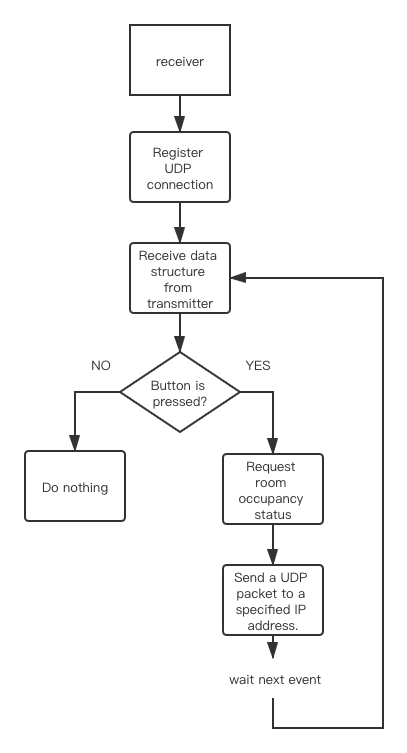 receiver
Register
UDP
connection
Receive data
structure
from
transmitter
NO
YES
Button is
pressed?
Do nothing
Request
room
occupancy
status
Send a UDP
packet to a
specified IP
address.
wait next event